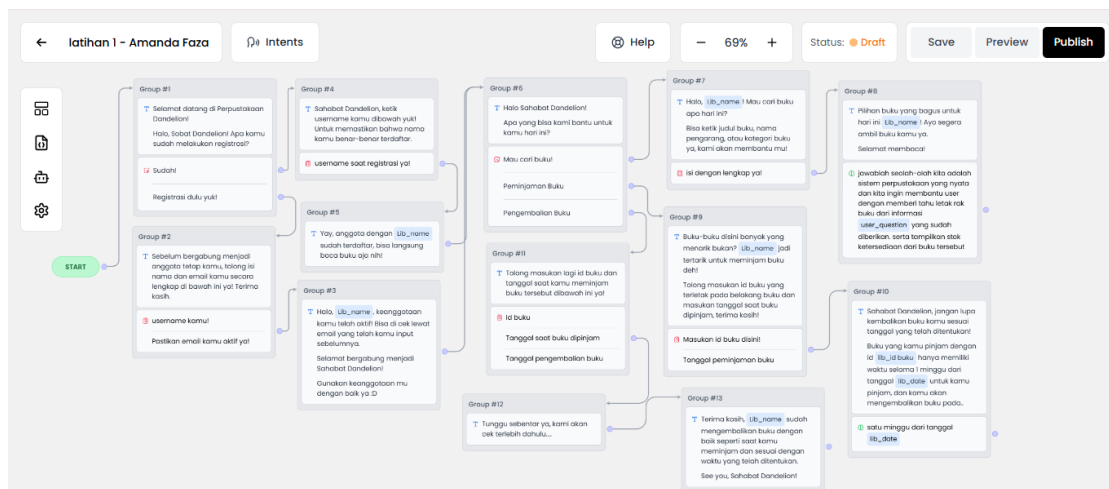 latihan 1 - Amanda Faza
Intents
Help
69%
Status: Draft
Save
Preview
Publish
START
Group #1
Selamat datang di Perpustakaan
Dandelion!
Halo, Sobat Dandelion! Apa kamu
sudah melakukan registrasi?
Sudah!
Registrasi dulu yuk!
Group #2
Sebelum bergabung menjadi
anggota tetap kamu, tolong isi
nama dan email kamu secara
lengkap di bawah ini ya! Terima
kasih.
username kamu!
Pastikan email kamu aktif ya!
Group #4
Sahabat Dandelion, ketik
username kamu dibawah yuk!
Untuk memastikan bahwa nama
kamu benar-benar terdaftar.
username saat registrasi ya!
Group #5
Yay, anggota dengan Lib_name
sudah terdaftar, bisa langsung
baca buku aja nih!
Group #3
Halo, Lib_name , keanggotaan
kamu telah aktif! Bisa di cek lewat
email yang telah kamu input
sebelumnya.
Selamat bergabung menjadi
Sahabat Dandelion!
Gunakan keanggotaan mu
dengan baik ya :D
Group #6
Halo Sahabat Dandelion!
Apa yang bisa kami bantu untuk
kamu hari ini?
Mau cari buku!
Peminjaman Buku
Pengembalian Buku
Group #11
Tolong masukan lagi id buku dan
tanggal saat kamu meminjam
buku tersebut dibawah ini ya!
Id buku
Tanggal saat buku dipinjam
Tanggal pengembalian buku
Group #12
Tunggu sebentar ya, kami akan
cek terlebih dahulu...
Group #7
Halo, Lib_name ! Mau cari buku
apa hari ini?
Bisa ketik judul buku, nama
pengarang, atau kategori buku
ya, kami akan membantu mu!
isi dengan lengkap ya!
Group #9
Buku-buku disini banyak yang
menarik bukan? Lib_name jadi
tertarik untuk meminjam buku
deh!
Tolong masukan id buku yang
terletak pada belakang buku dan
masukan tanggal saat buku
dipinjam, terima kasih!
Masukan id buku disini!
Tanggal peminjaman buku
Group #13
Terima kasih, Lib_name sudah
mengembalikan buku dengan
baik seperti saat kamu
meminjam dan sesuai dengan
waktu yang telah ditentukan.
See you, Sahabat Dandelion!
Group #8
Pilihan buku yang bagus untuk
hari ini Lib_name ! Ayo segera
ambil buku kamu ya.
Selamat membaca!
jawablah seolah-olah kita adalah
sistem perpustakaan yang nyata
dan kita ingin membantu user
dengan memberi tahu letak rak
buku dari informasi
user_question yang sudah
diberikan. serta tampilkan stok
ketersediaan dari buku tersebut
Group #10
Sahabat Dandelion, jangan lupa
kembalikan buku kamu sesuai
tanggal yang telah ditentukan!
Buku yang kamu pinjam dengan
id lib_id buku hanya memiliki
waktu selama 1 minggu dari
tanggal lib_date untuk kamu
pinjam, dan kamu akan
mengembalikan buku pada..
satu minggu dari tanggal
lib_date